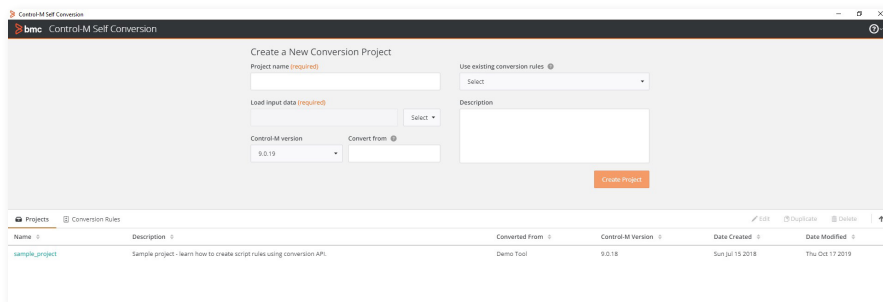 Control-M Self Conversion
bmc Control-M Self Conversion
Create a New Conversion Project
Project name (required)
Use existing conversion rules
Select
Load input data (required)
Description
Select
Control-M version
Convert from
9.0.19
Create Project
Projects
Conversion Rules
Edit
Duplicate
Delete
Name
Description
Converted From
Control-M Version
Date Created
Date Modified
sample_project
Sample project - learn how to create script rules using conversion API.
Demo Tool
9.0.18
Sun Jul 15 2018
Thu Oct 17 2019